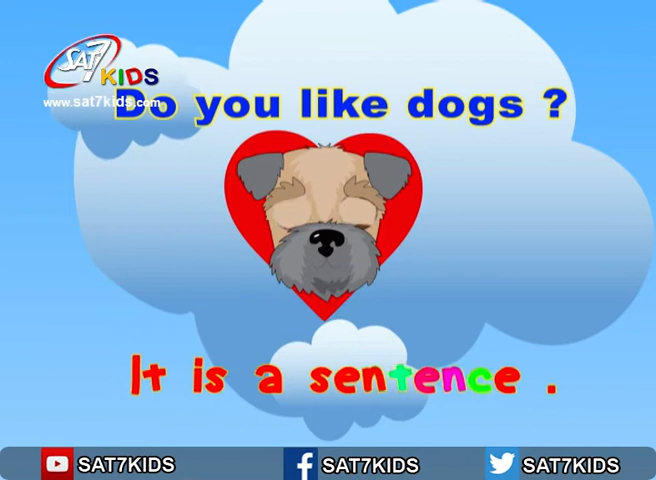 SAT7
KIDS
www.sat7kids.com
Do you like dogs ?
It is a sentence .
SAT7KIDS
SAT7KIDS
SAT7KIDS